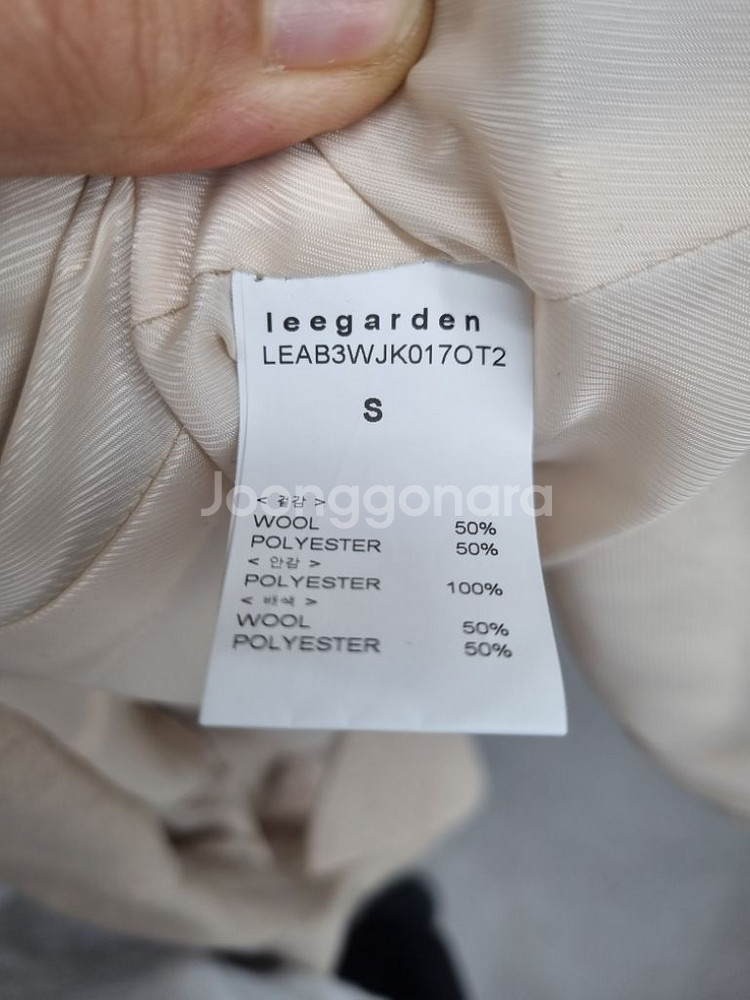 leegarden
LEAB3WJK017OT2
S
< 겉감 >
WOOL 50%
POLYESTER 50%
< 안감 >
POLYESTER 100%
< 배색 >
WOOL 50%
POLYESTER 50%
Joonggonara